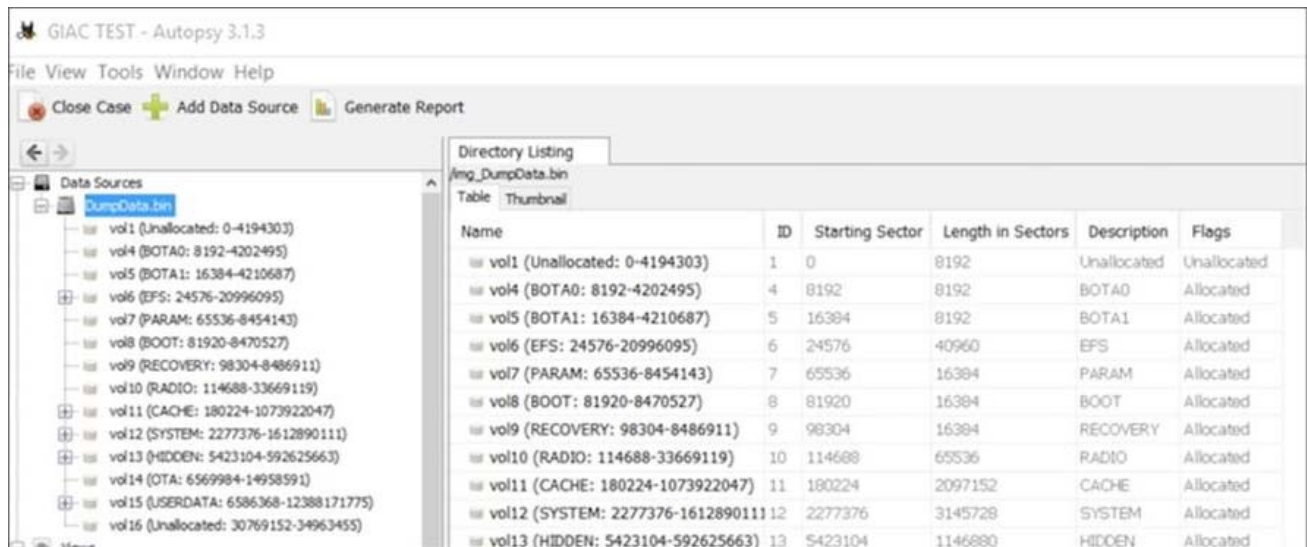 GIAC TEST - Autopsy 3.1.3
File View Tools Window Help
Close Case Add Data Source Generate Report
Data Sources
DumpData.bin
vol1 (Unallocated: 0-4194303)
vol4 (BOTA0: 8192-4202495)
vol5 (BOTA1: 16384-4210687)
vol6 (EFS: 24576-20996095)
vol7 (PARAM: 65536-8454143)
vol8 (BOOT: 81920-8470527)
vol9 (RECOVERY: 98304-8486911)
vol10 (RADIO: 114688-33669119)
vol11 (CACHE: 180224-1073922047)
vol12 (SYSTEM: 2277376-1612890111)
vol13 (HIDDEN: 5423104-592625663)
vol14 (OTA: 6569984-14958591)
vol15 (USERDATA: 6586368-12388171775)
vol16 (Unallocated: 30769152-34963455)
Views
Directory Listing
/img_DumpData.bin
Table Thumbnail
Name ID Starting Sector Length in Sectors Description Flags
vol1 (Unallocated: 0-4194303) 1 0 8192 Unallocated Unallocated
vol4 (BOTA0: 8192-4202495) 4 8192 8192 BOTA0 Allocated
vol5 (BOTA1: 16384-4210687) 5 16384 8192 BOTA1 Allocated
vol6 (EFS: 24576-20996095) 6 24576 40960 EFS Allocated
vol7 (PARAM: 65536-8454143) 7 65536 16384 PARAM Allocated
vol8 (BOOT: 81920-8470527) 8 81920 16384 BOOT Allocated
vol9 (RECOVERY: 98304-8486911) 9 98304 16384 RECOVERY Allocated
vol10 (RADIO: 114688-33669119) 10 114688 65536 RADIO Allocated
vol11 (CACHE: 180224-1073922047) 11 180224 2097152 CACHE Allocated
vol12 (SYSTEM: 2277376-1612890111 12 2277376 3145728 SYSTEM Allocated
vol13 (HIDDEN: 5423104-592625663) 13 5423104 1146880 HIDDEN Allocated